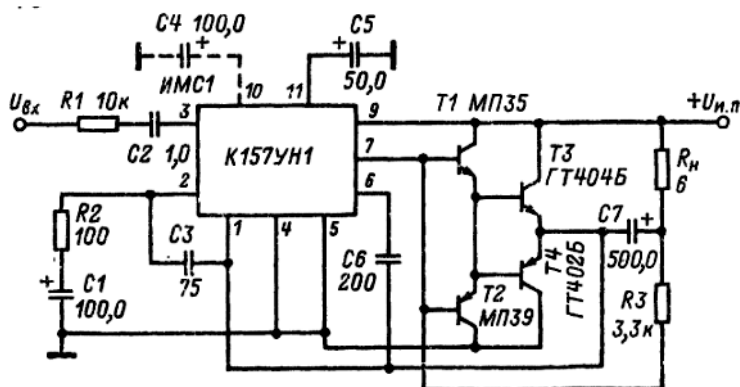 C4 100,0
C5
50,0
ИМС1
10
11
Uвх
R1 10к
3
9
T1 МП35
+Uи.п
C2 1,0
К157УН1
7
T3
ГТ404Б
Rн
6
2
6
R2
100
C3
75
1
4
5
C6
200
C7
500,0
T4
ГТ402Б
C1
100,0
T2
МП39
R3
3,3к